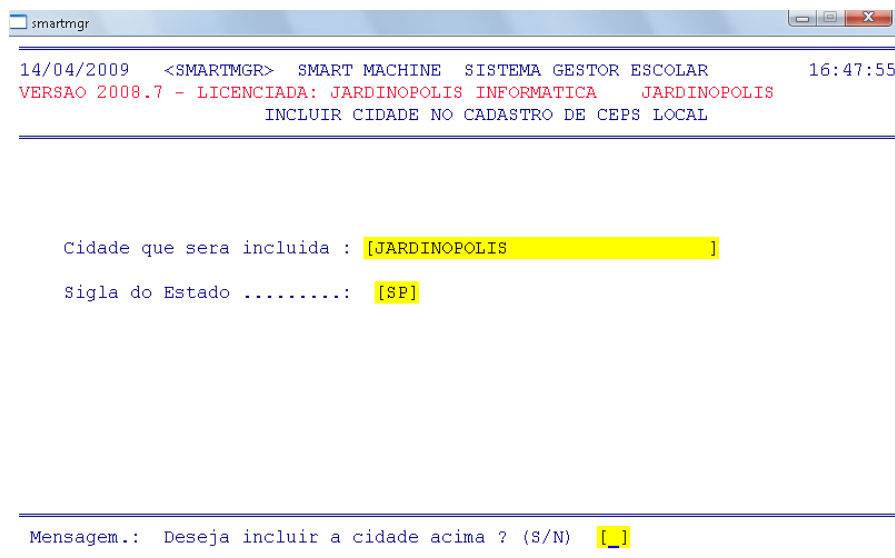 smartmgr
14/04/2009 <SMARTMGR> SMART MACHINE SISTEMA GESTOR ESCOLAR 16:47:55
VERSAO 2008.7 - LICENCIADA: JARDINOPOLIS INFORMATICA JARDINOPOLIS
INCLUIR CIDADE NO CADASTRO DE CEPS LOCAL
Cidade que sera incluida : [JARDINOPOLIS ]
Sigla do Estado .........: [SP]
Mensagem.: Deseja incluir a cidade acima ? (S/N) [_]